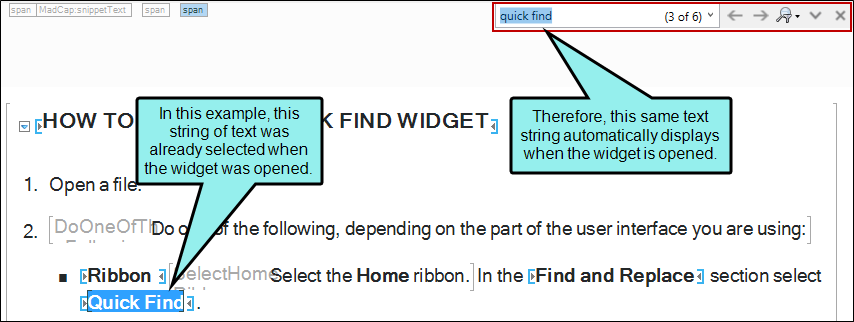 span MadCap:snippetText span span
quick find (3 of 6)
HOW TO K FIND WIDGET
In this example, this
string of text was
already selected when
the widget was opened.
Therefore, this same text
string automatically displays
when the widget is opened.
1. Open a file.
2. [DoOneOfTh Do o of the following, depending on the part of the user interface you are using:]
■ Ribbon [SelectHome Select the Home ribbon.] In the Find and Replace section select
Quick Find .